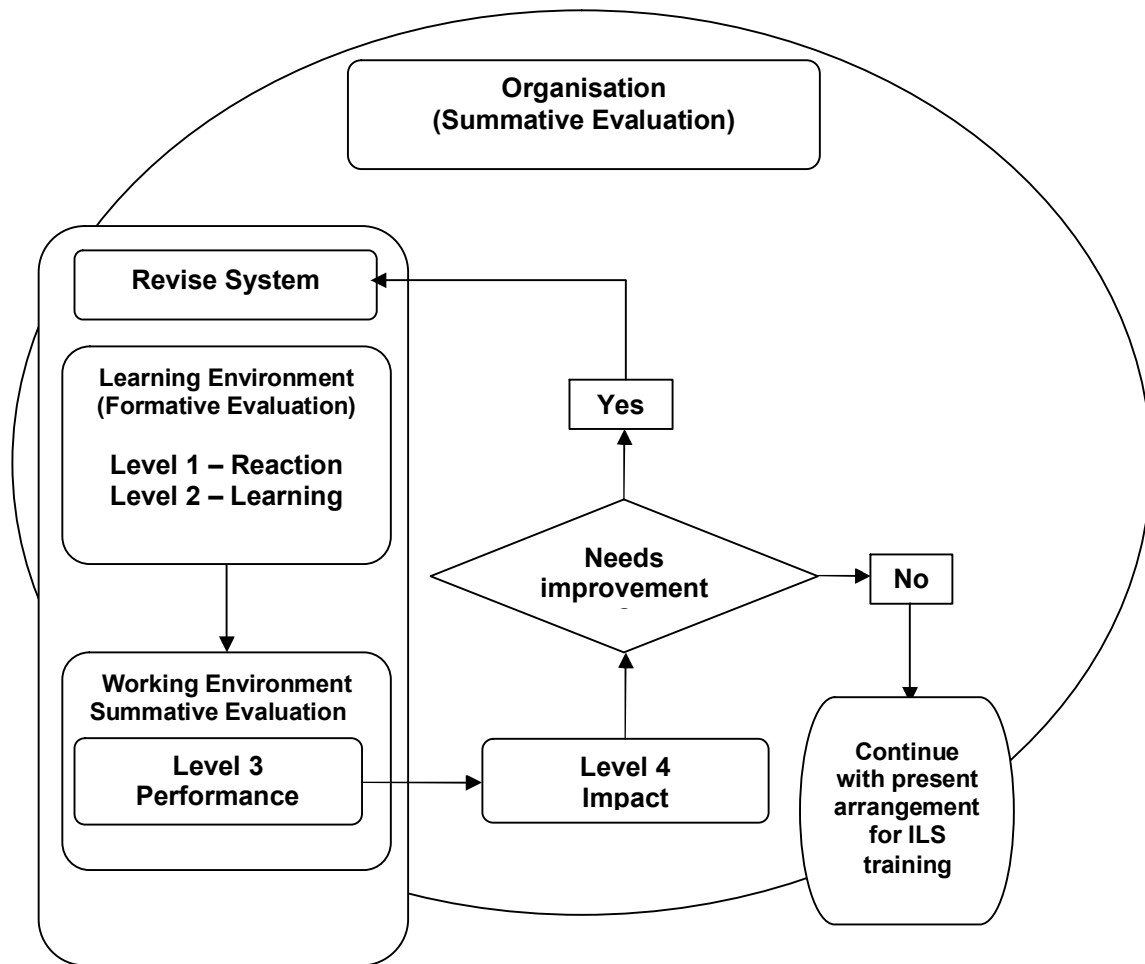 Organisation
(Summative Evaluation)
Revise System
Learning Environment
(Formative Evaluation)
Level 1 – Reaction
Level 2 – Learning
Yes
Needs
improvement
No
Working Environment
Summative Evaluation
Level 3
Performance
Level 4
Impact
Continue
with present
arrangement
for ILS
training